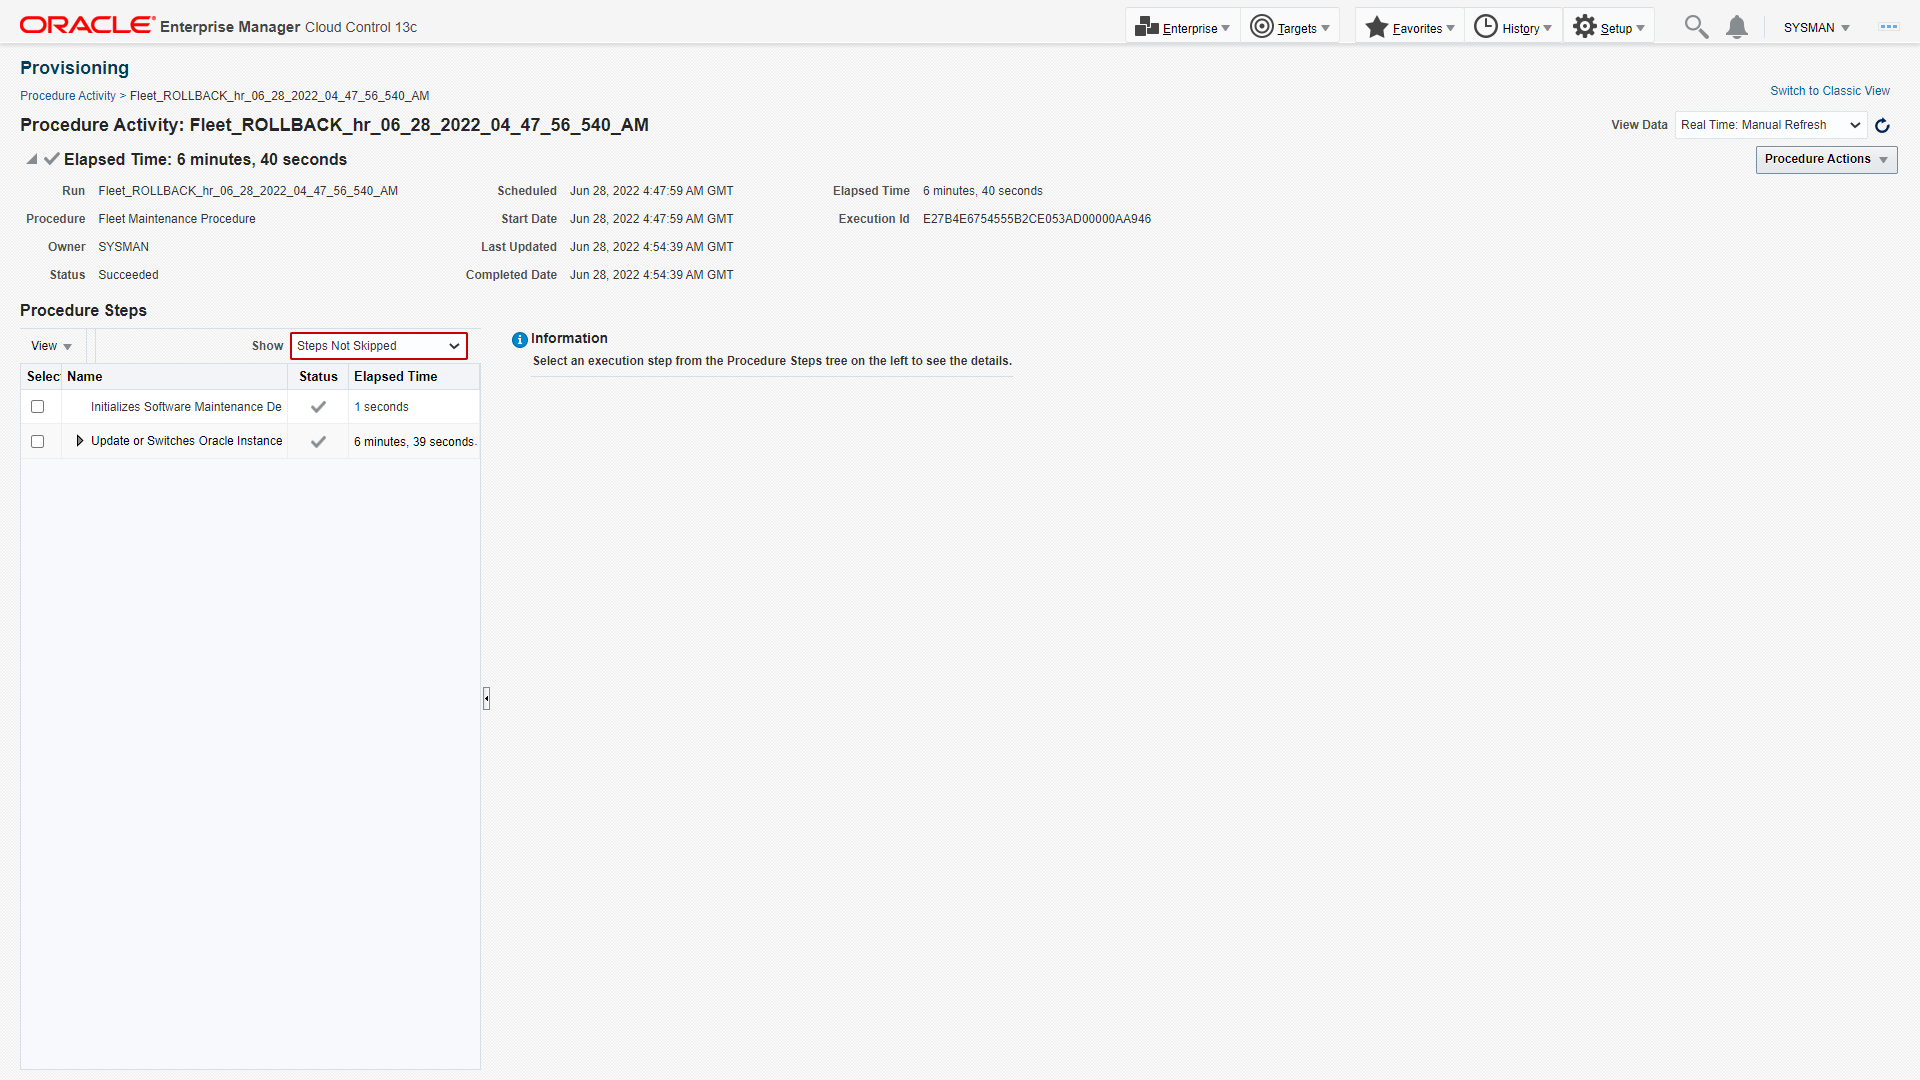 ORACLE Enterprise Manager Cloud Control 13c
Enterprise
Targets
Favorites
History
Setup
SYSMAN
Provisioning
Procedure Activity > Fleet_ROLLBACK_hr_06_28_2022_04_47_56_540_AM
Switch to Classic View
Procedure Activity: Fleet_ROLLBACK_hr_06_28_2022_04_47_56_540_AM
View Data Real Time: Manual Refresh
Elapsed Time: 6 minutes, 40 seconds
Procedure Actions
Run Fleet_ROLLBACK_hr_06_28_2022_04_47_56_540_AM
Scheduled Jun 28, 2022 4:47:59 AM GMT
Elapsed Time 6 minutes, 40 seconds
Procedure Fleet Maintenance Procedure
Start Date Jun 28, 2022 4:47:59 AM GMT
Execution Id E27B4E6754555B2CE053AD00000AA946
Owner SYSMAN
Last Updated Jun 28, 2022 4:54:39 AM GMT
Status Succeeded
Completed Date Jun 28, 2022 4:54:39 AM GMT
Procedure Steps
View
Show Steps Not Skipped
Information
Select an execution step from the Procedure Steps tree on the left to see the details.
Selec Name Status Elapsed Time
Initializes Software Maintenance De 1 seconds
Update or Switches Oracle Instance 6 minutes, 39 seconds.